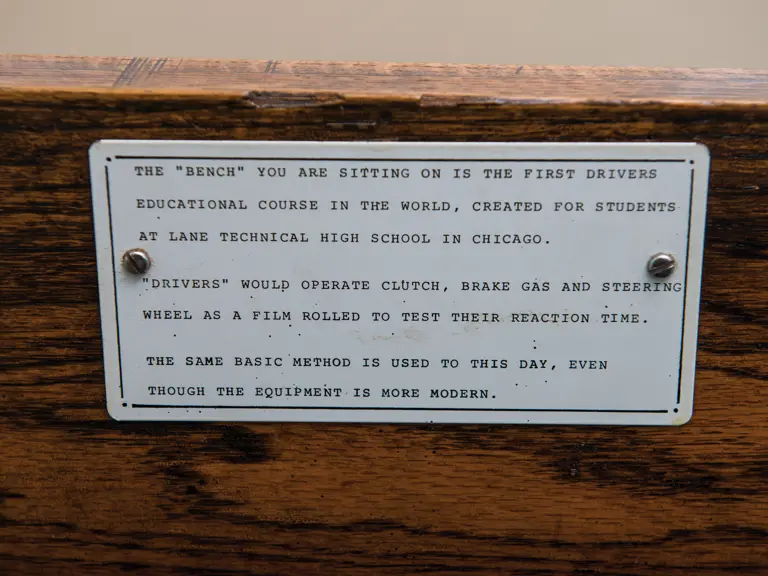 THE "BENCH" YOU ARE SITTING ON IS THE FIRST DRIVERS
EDUCATIONAL COURSE IN THE WORLD, CREATED FOR STUDENTS
AT LANE TECHNICAL HIGH SCHOOL IN CHICAGO.
"DRIVERS" WOULD OPERATE CLUTCH, BRAKE GAS AND STEERING
WHEEL AS A FILM ROLLED TO TEST THEIR REACTION TIME.
THE SAME BASIC METHOD IS USED TO THIS DAY, EVEN
THOUGH THE EQUIPMENT IS MORE MODERN.